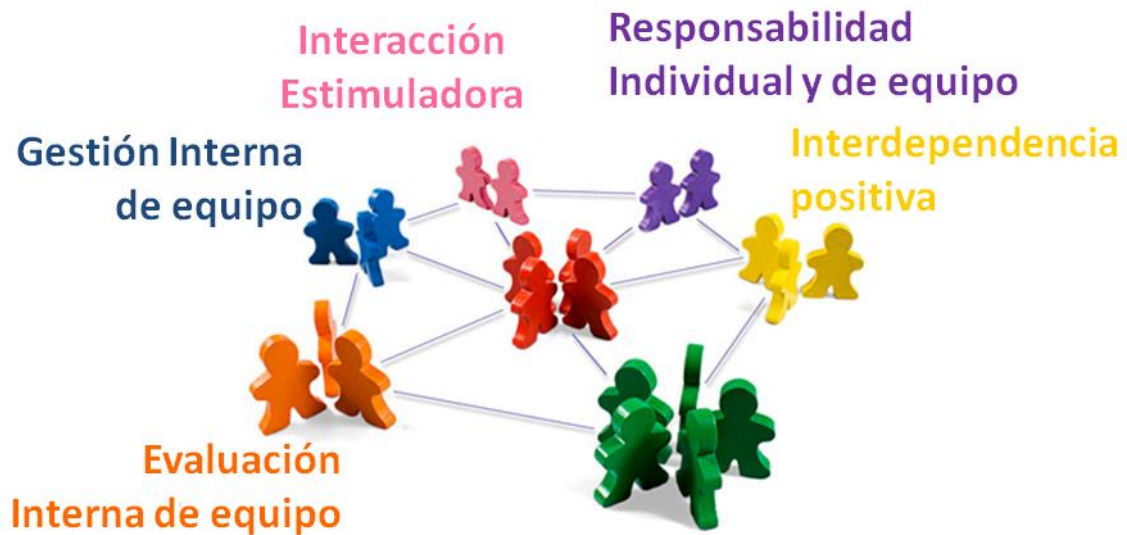 Interacción
Estimuladora
Responsabilidad
Individual y de equipo
Gestión Interna
de equipo
Interdependencia
positiva
Evaluación
Interna de equipo